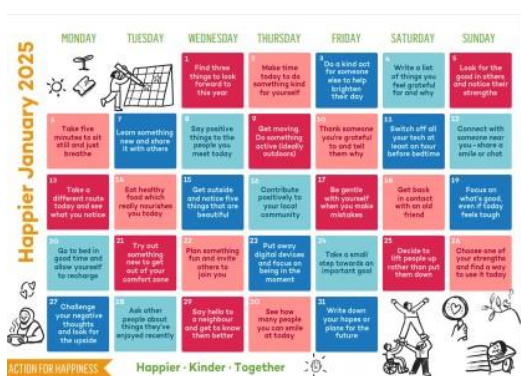 Happier January 2025
MONDAY TUESDAY WEDNESDAY THURSDAY FRIDAY SATURDAY SUNDAY
1
Find three
things to look
forward to
this year
2
Make time
today to do
something kind
for yourself
3
Do a kind act for
someone else to
help brighten
their day
4
Write a list
of things you
feel grateful
for and why
5
Look for the
good in others
and notice their
strengths
6
Take five
minutes to sit
still and just
breathe
7
Learn something
new and share
it with others
8
Say positive
things to the
people you
meet today
9
Get moving.
Do something
active (ideally
outdoors)
10
Thank someone
you're grateful
to and tell
them why
11
Switch off all
your tech at
least an hour
before bedtime
12
Connect with
someone near
you - share a
smile or chat
13
Take a
different route
today and see
what you notice
14
Eat healthy
food which
really nourishes
you today
15
Get outside
and notice five
things that are
beautiful
16
Contribute
positively to
your local
community
17
Be gentle with
yourself when
you make
mistakes
18
Get back
in contact
with an old
friend
19
Focus on
what's good,
even if today
feels tough
20
Go to bed in
good time and
allow yourself
to recharge
21
Try out
something
new to get
out of your
comfort zone
22
Plan something
fun and invite
others to
join you
23
Put away
digital devices
and focus on
being in the
moment
24
Take a small
step towards an
important goal
25
Decide to
lift people up
rather than put
them down
26
Choose one of
your strengths
and find a way
to use it today
27
Challenge
your negative
thoughts
and look for
the upside
28
Ask other
people about
things they've
enjoyed recently
29
Say hello to
a neighbour
and get to know
them better
30
See how
many people
you can smile
at today
31
Write down
your hopes or
plans for the
future
ACTION FOR HAPPINESS
Happier · Kinder · Together